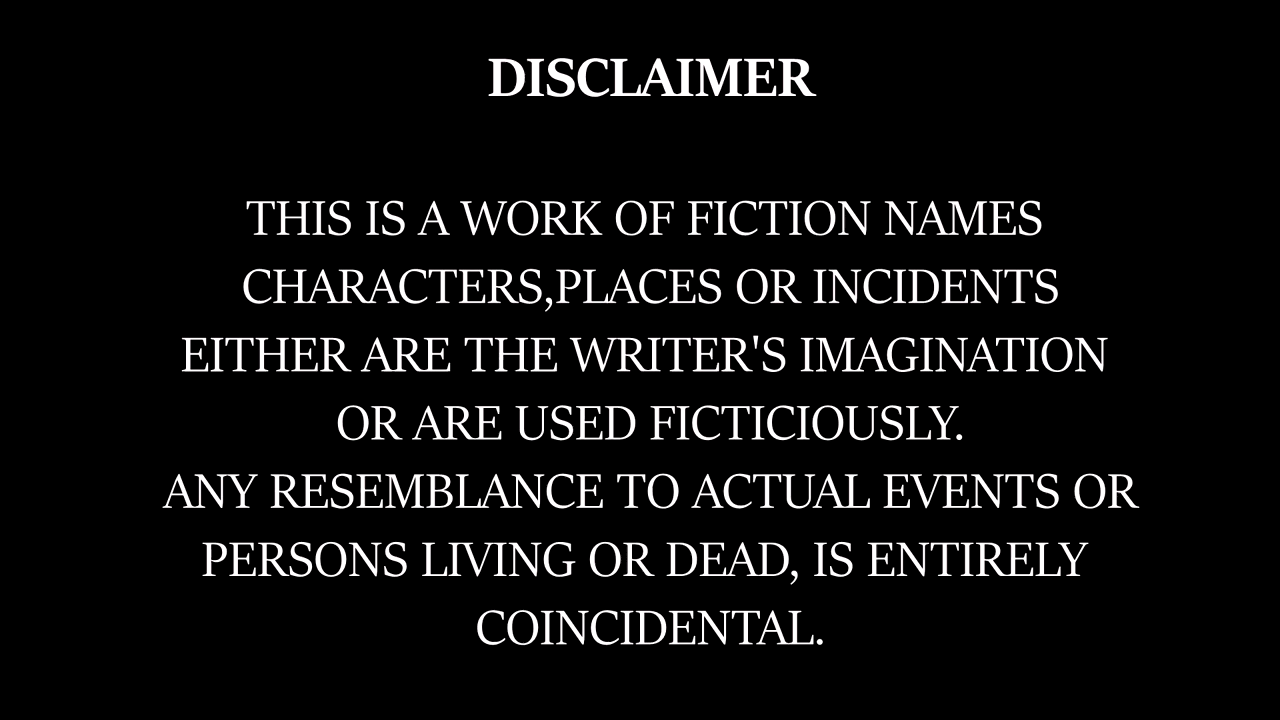 DISCLAIMER
THIS IS A WORK OF FICTION NAMES
CHARACTERS,PLACES OR INCIDENTS
EITHER ARE THE WRITER'S IMAGINATION
OR ARE USED FICTICIOUSLY.
ANY RESEMBLANCE TO ACTUAL EVENTS OR
PERSONS LIVING OR DEAD, IS ENTIRELY
COINCIDENTAL.